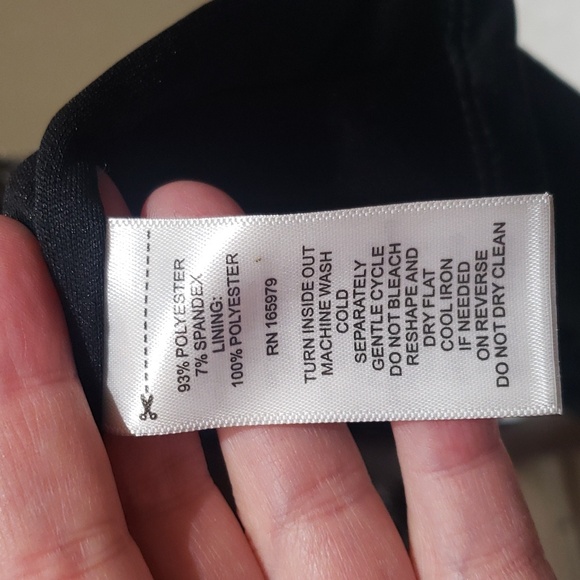 93% POLYESTER
7% SPANDEX
LINING:
100% POLYESTER
RN 165979
TURN INSIDE OUT
MACHINE WASH
COLD
SEPARATELY
GENTLE CYCLE
DO NOT BLEACH
RESHAPE AND
DRY FLAT
COOL IRON
IF NEEDED
ON REVERSE
DO NOT DRY CLEAN